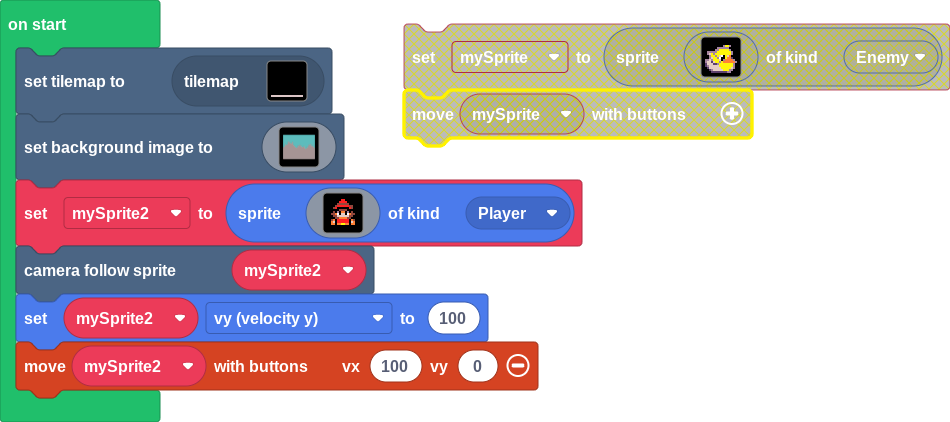 on start
set tilemap to tilemap
set background image to
set mySprite2 to sprite of kind Player
camera follow sprite mySprite2
set mySprite2 vy (velocity y) to 100
move mySprite2 with buttons vx 100 vy 0
set mySprite to sprite of kind Enemy
move mySprite with buttons